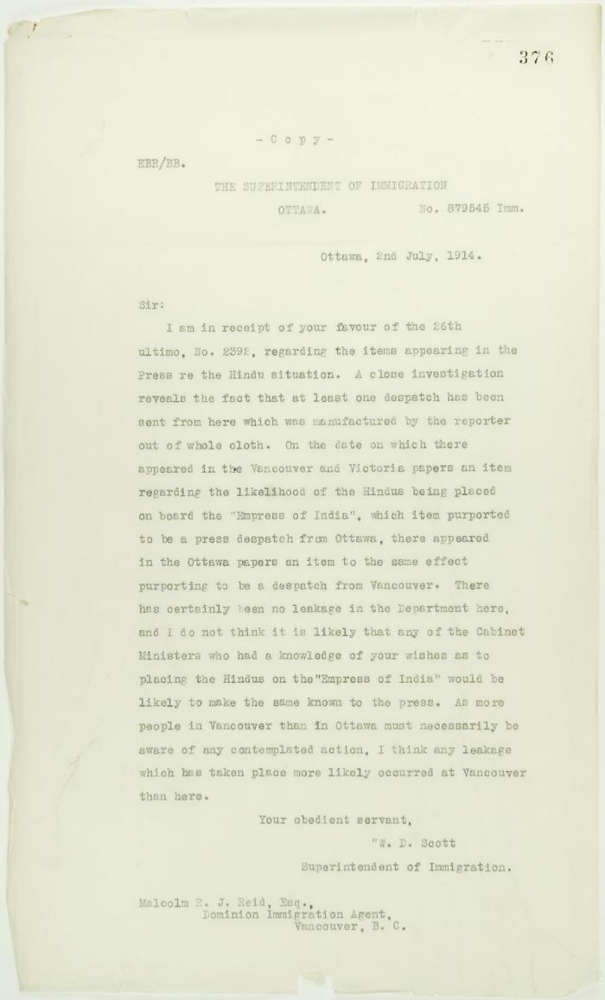 376
- C o p y -
EBR/BB.
THE SUPERINTENDENT OF IMMIGRATION
OTTAWA. No. 879545 Imm.
Ottawa, 2nd July, 1914.
Sir:
I am in receipt of your favour of the 26th
ultimo, No. 2392, regarding the items appearing in the
Press re the Hindu situation. A close investigation
reveals the fact that at least one despatch has been
sent from here which was manufactured by the reporter
out of whole cloth. On the date on which there
appeared in the Vancouver and Victoria papers an item
regarding the likelihood of the Hindus being placed
on board the "Empress of India", which item purported
to be a press despatch from Ottawa, there appeared
in the Ottawa papers an item to the same effect
purporting to be a despatch from Vancouver. There
has certainly been no leakage in the Department here,
and I do not think it is likely that any of the Cabinet
Ministers who had a knowledge of your wishes as to
placing the Hindus on the"Empress of India" would be
likely to make the same known to the press. As more
people in Vancouver than in Ottawa must necessarily be
aware of any contemplated action, I think any leakage
which has taken place more likely occurred at Vancouver
than here.
Your obedient servant,
"W. D. Scott
Superintendent of Immigration.
Malcolm R. J. Reid, Esq.,
Dominion Immigration Agent,
Vancouver, B. C.